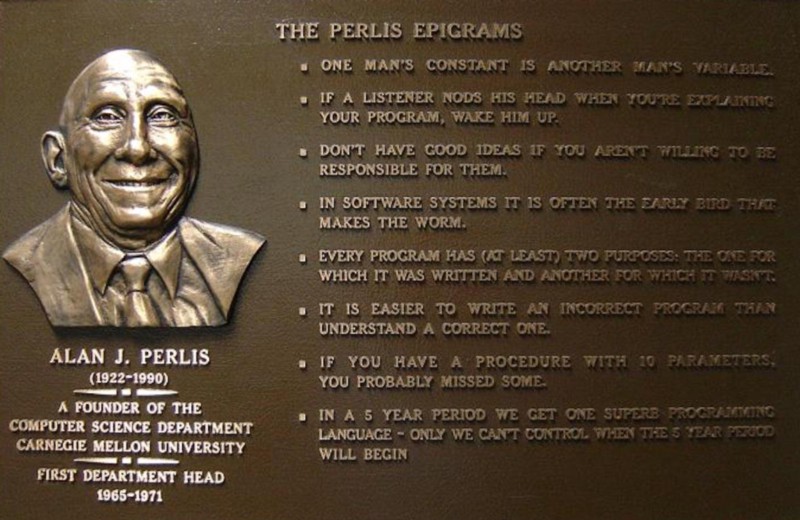 THE PERLIS EPIGRAMS
ONE MAN'S CONSTANT IS ANOTHER MAN'S VARIABLE.
IF A LISTENER NODS HIS HEAD WHEN YOU'RE EXPLAINING
YOUR PROGRAM, WAKE HIM UP.
DON'T HAVE GOOD IDEAS IF YOU AREN'T WILLING TO BE
RESPONSIBLE FOR THEM.
IN SOFTWARE SYSTEMS IT IS OFTEN THE EARLY BIRD THAT
MAKES THE WORM.
EVERY PROGRAM HAS (AT LEAST) TWO PURPOSES: THE ONE FOR
WHICH IT WAS WRITTEN AND ANOTHER FOR WHICH IT WASN'T.
IT IS EASIER TO WRITE AN INCORRECT PROGRAM THAN
UNDERSTAND A CORRECT ONE.
IF YOU HAVE A PROCEDURE WITH 10 PARAMETERS,
YOU PROBABLY MISSED SOME.
IN A 5 YEAR PERIOD WE GET ONE SUPERB PROGRAMMING
LANGUAGE - ONLY WE CAN'T CONTROL WHEN THE 5 YEAR PERIOD
WILL BEGIN
ALAN J. PERLIS
(1922-1990)
A FOUNDER OF THE
COMPUTER SCIENCE DEPARTMENT
CARNEGIE MELLON UNIVERSITY
FIRST DEPARTMENT HEAD
1965-1971